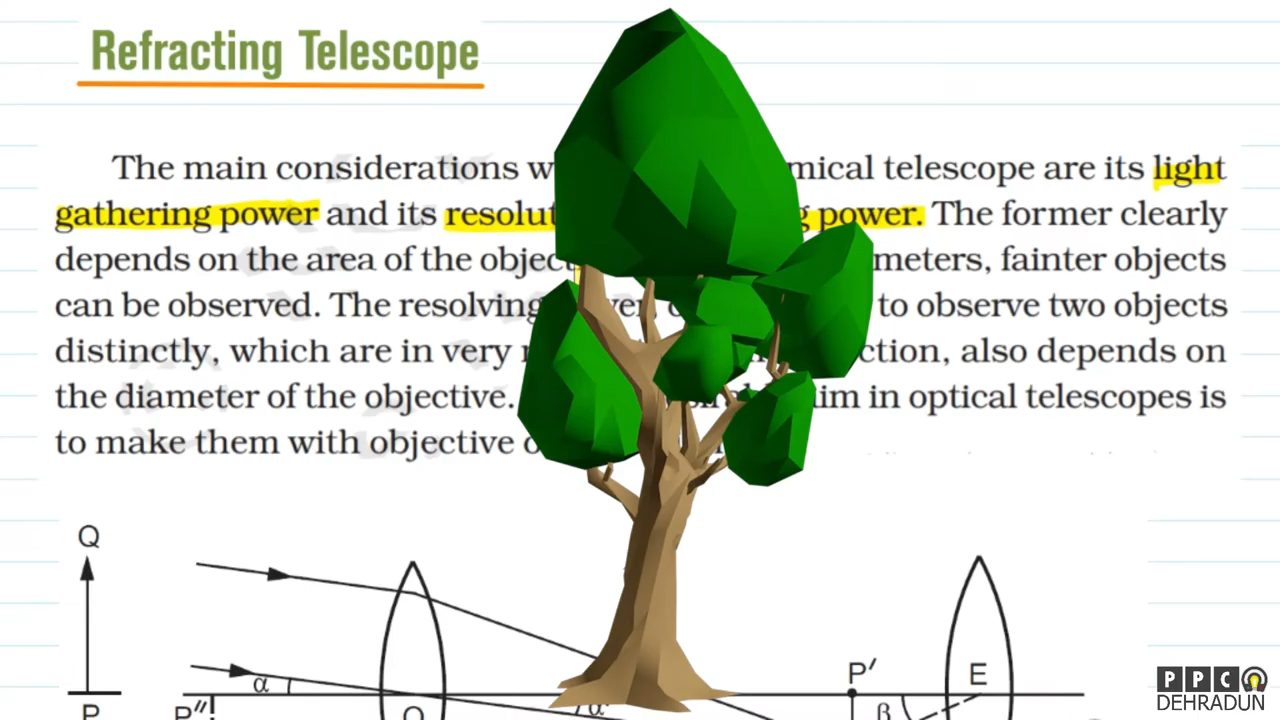 Refracting Telescope
The main considerations mical telescope are its light
gathering power and its power. The former clearly
depends on the area of the meters, fainter objects
can be observed. The resolving to observe two objects
distinctly, which are in very ction, also depends on
the diameter of the objective. aim in optical telescopes is
to make them with objective
Q
α
P′
E
P
P″
O
α
β
PPC
DEHRADUN